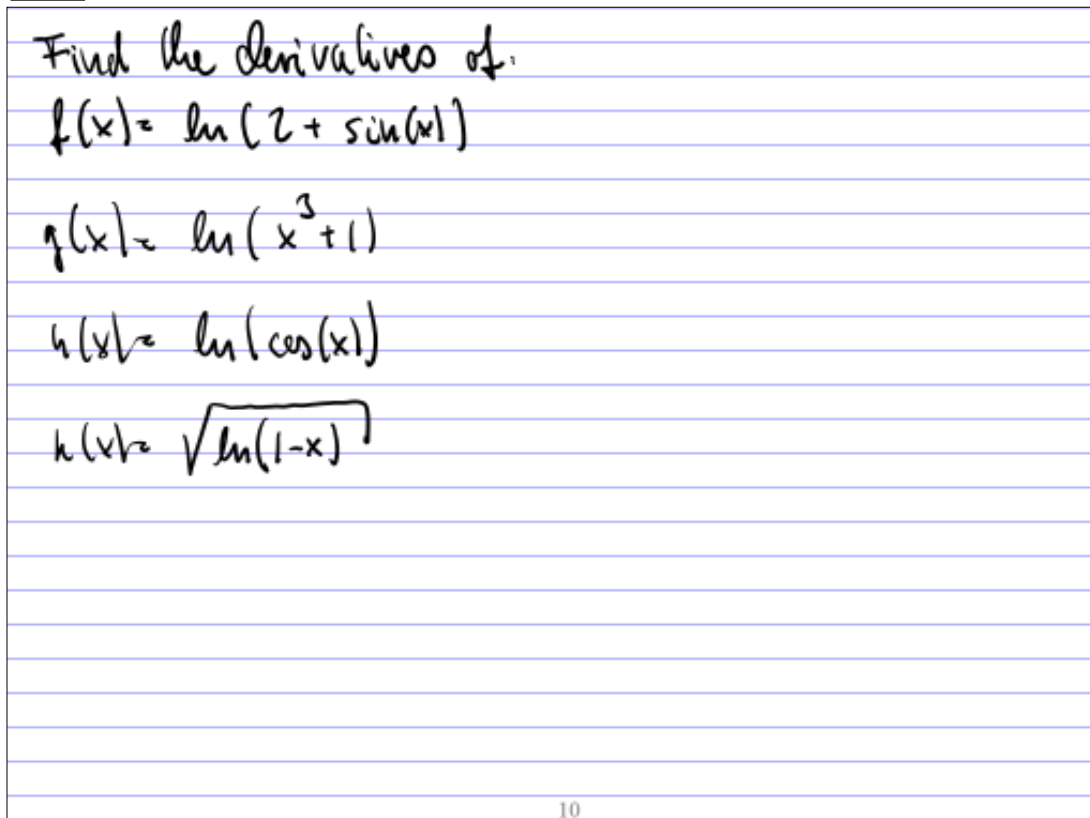 Find the derivatives of:
f(x)= ln(2 + sin(x))
g(x)= ln(x³+1)
h(x)= ln(cos(x))
h(x)= √ln(1-x)
10